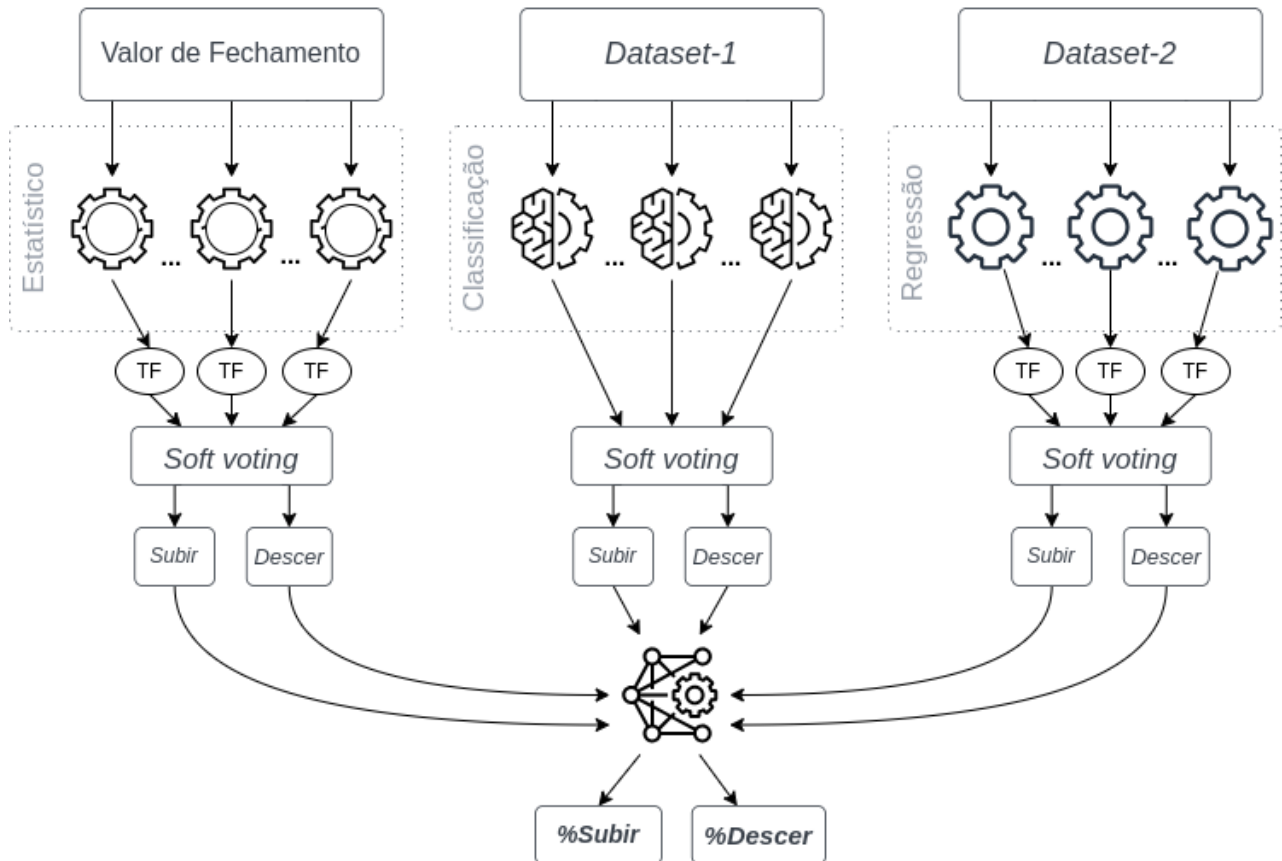 Valor de Fechamento
Dataset-1
Dataset-2
Estatístico
...
...
Classificação
...
...
Regressão
...
...
TF
TF
TF
TF
TF
TF
Soft voting
Soft voting
Soft voting
Subir
Descer
Subir
Descer
Subir
Descer
%Subir
%Descer